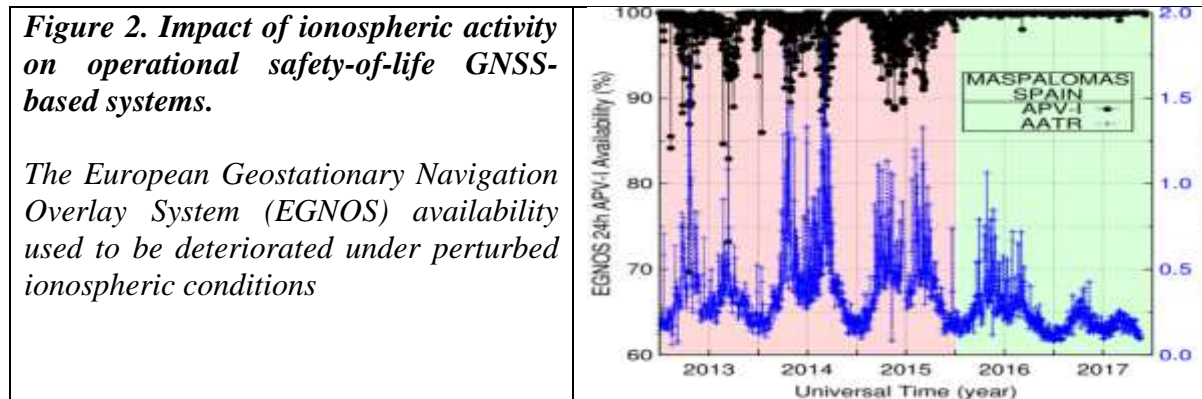 Figure 2. Impact of ionospheric activity
on operational safety-of-life GNSS-
based systems.
The European Geostationary Navigation
Overlay System (EGNOS) availability
used to be deteriorated under perturbed
ionospheric conditions
100
90
80
70
60
EGNOS 24h APV-I Availability (%)
MASPALOMAS
SPAIN
APV-I
AATR
2.0
1.5
1.0
0.5
0.0
2013 2014 2015 2016 2017
Universal Time (year)